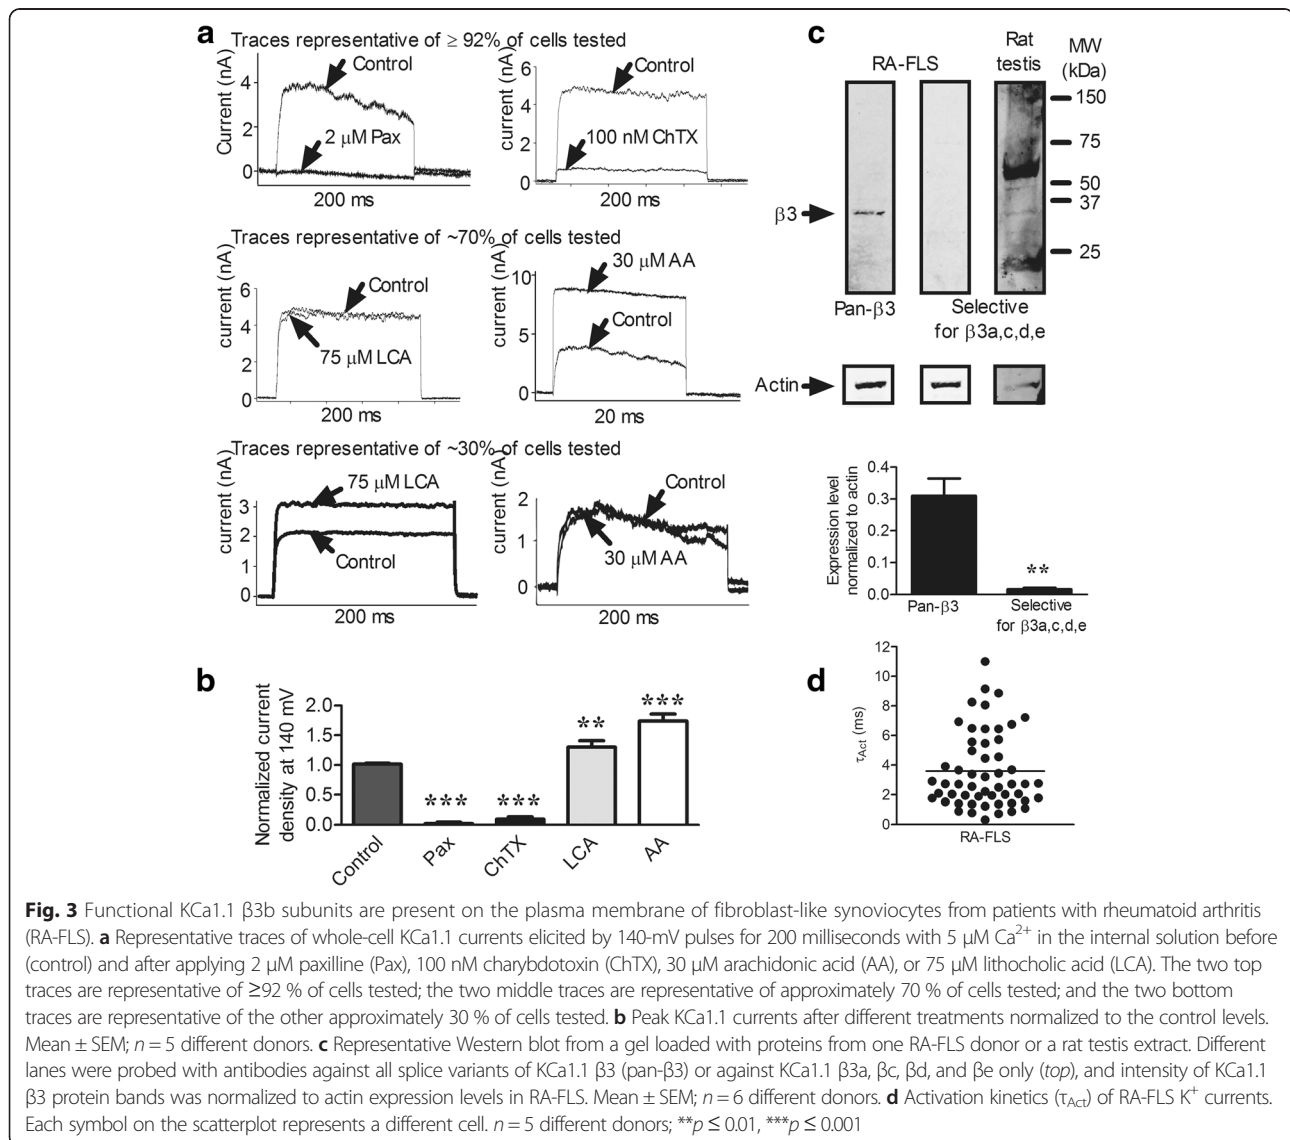 a
Traces representative of ≥ 92% of cells tested
Current (nA)
4
2
0
Control
2 µM Pax
200 ms
current (nA)
6
4
2
0
Control
100 nM ChTX
200 ms
Traces representative of ~70% of cells tested
current (nA)
6
4
2
0
Control
75 µM LCA
200 ms
current (nA)
10
5
0
30 µM AA
Control
20 ms
Traces representative of ~30% of cells tested
current (nA)
3
2
1
0
75 µM LCA
Control
200 ms
current (nA)
2
1
0
Control
30 µM AA
200 ms
b
Normalized current
density at 140 mV
2.0
1.5
1.0
0.5
0.0
***
***
**
***
Control
Pax
ChTX
LCA
AA
c
RA-FLS
Rat
testis
MW
(kDa)
150
75
50
37
25
β3
Pan-β3
Selective
for β3a,c,d,e
Actin
Expression level
normalized to actin
0.4
0.3
0.2
0.1
0.0
**
Pan-β3
Selective
for β3a,c,d,e
d
τAct (ms)
12
10
8
6
4
2
0
RA-FLS
Fig. 3 Functional KCa1.1 β3b subunits are present on the plasma membrane of fibroblast-like synoviocytes from patients with rheumatoid arthritis
(RA-FLS). a Representative traces of whole-cell KCa1.1 currents elicited by 140-mV pulses for 200 milliseconds with 5 µM Ca²⁺ in the internal solution before
(control) and after applying 2 µM paxilline (Pax), 100 nM charybdotoxin (ChTX), 30 µM arachidonic acid (AA), or 75 µM lithocholic acid (LCA). The two top
traces are representative of ≥92 % of cells tested; the two middle traces are representative of approximately 70 % of cells tested; and the two bottom
traces are representative of the other approximately 30 % of cells tested. b Peak KCa1.1 currents after different treatments normalized to the control levels.
Mean ± SEM; n = 5 different donors. c Representative Western blot from a gel loaded with proteins from one RA-FLS donor or a rat testis extract. Different
lanes were probed with antibodies against all splice variants of KCa1.1 β3 (pan-β3) or against KCa1.1 β3a, βc, βd, and βe only (top), and intensity of KCa1.1
β3 protein bands was normalized to actin expression levels in RA-FLS. Mean ± SEM; n = 6 different donors. d Activation kinetics (τAct) of RA-FLS K⁺ currents.
Each symbol on the scatterplot represents a different cell. n = 5 different donors; **p ≤ 0.01, ***p ≤ 0.001